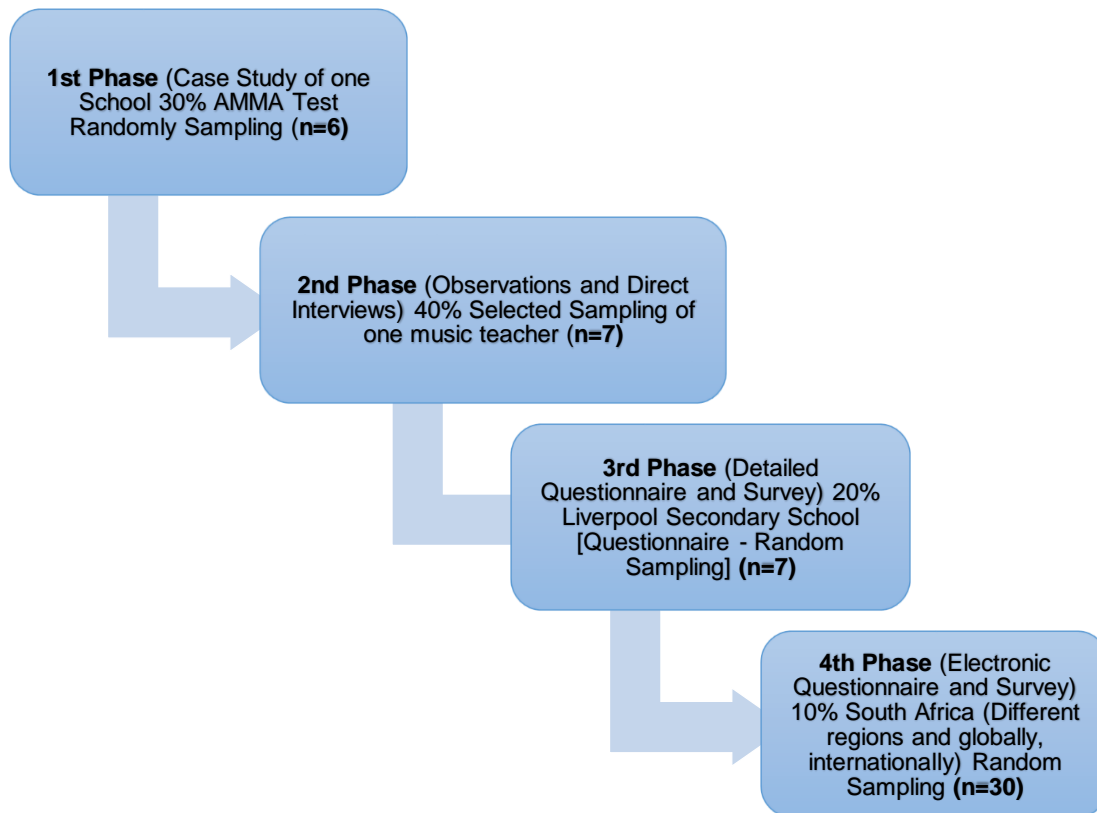 1st Phase (Case Study of one
School 30% AMMA Test
Randomly Sampling (n=6)
2nd Phase (Observations and Direct
Interviews) 40% Selected Sampling of
one music teacher (n=7)
3rd Phase (Detailed
Questionnaire and Survey) 20%
Liverpool Secondary School
[Questionnaire - Random
Sampling] (n=7)
4th Phase (Electronic
Questionnaire and Survey)
10% South Africa (Different
regions and globally,
internationally) Random
Sampling (n=30)